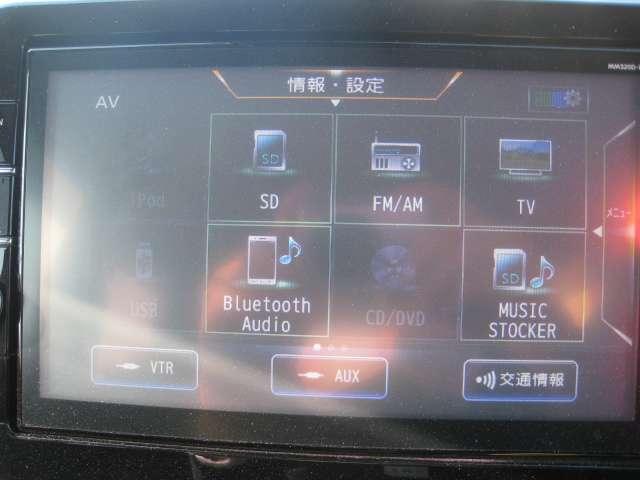 情報・設定
AV
iPod
SD
FM/AM
TV
メニュー
USB
Bluetooth
Audio
CD/DVD
SD
MUSIC
STOCKER
VTR
AUX
交通情報